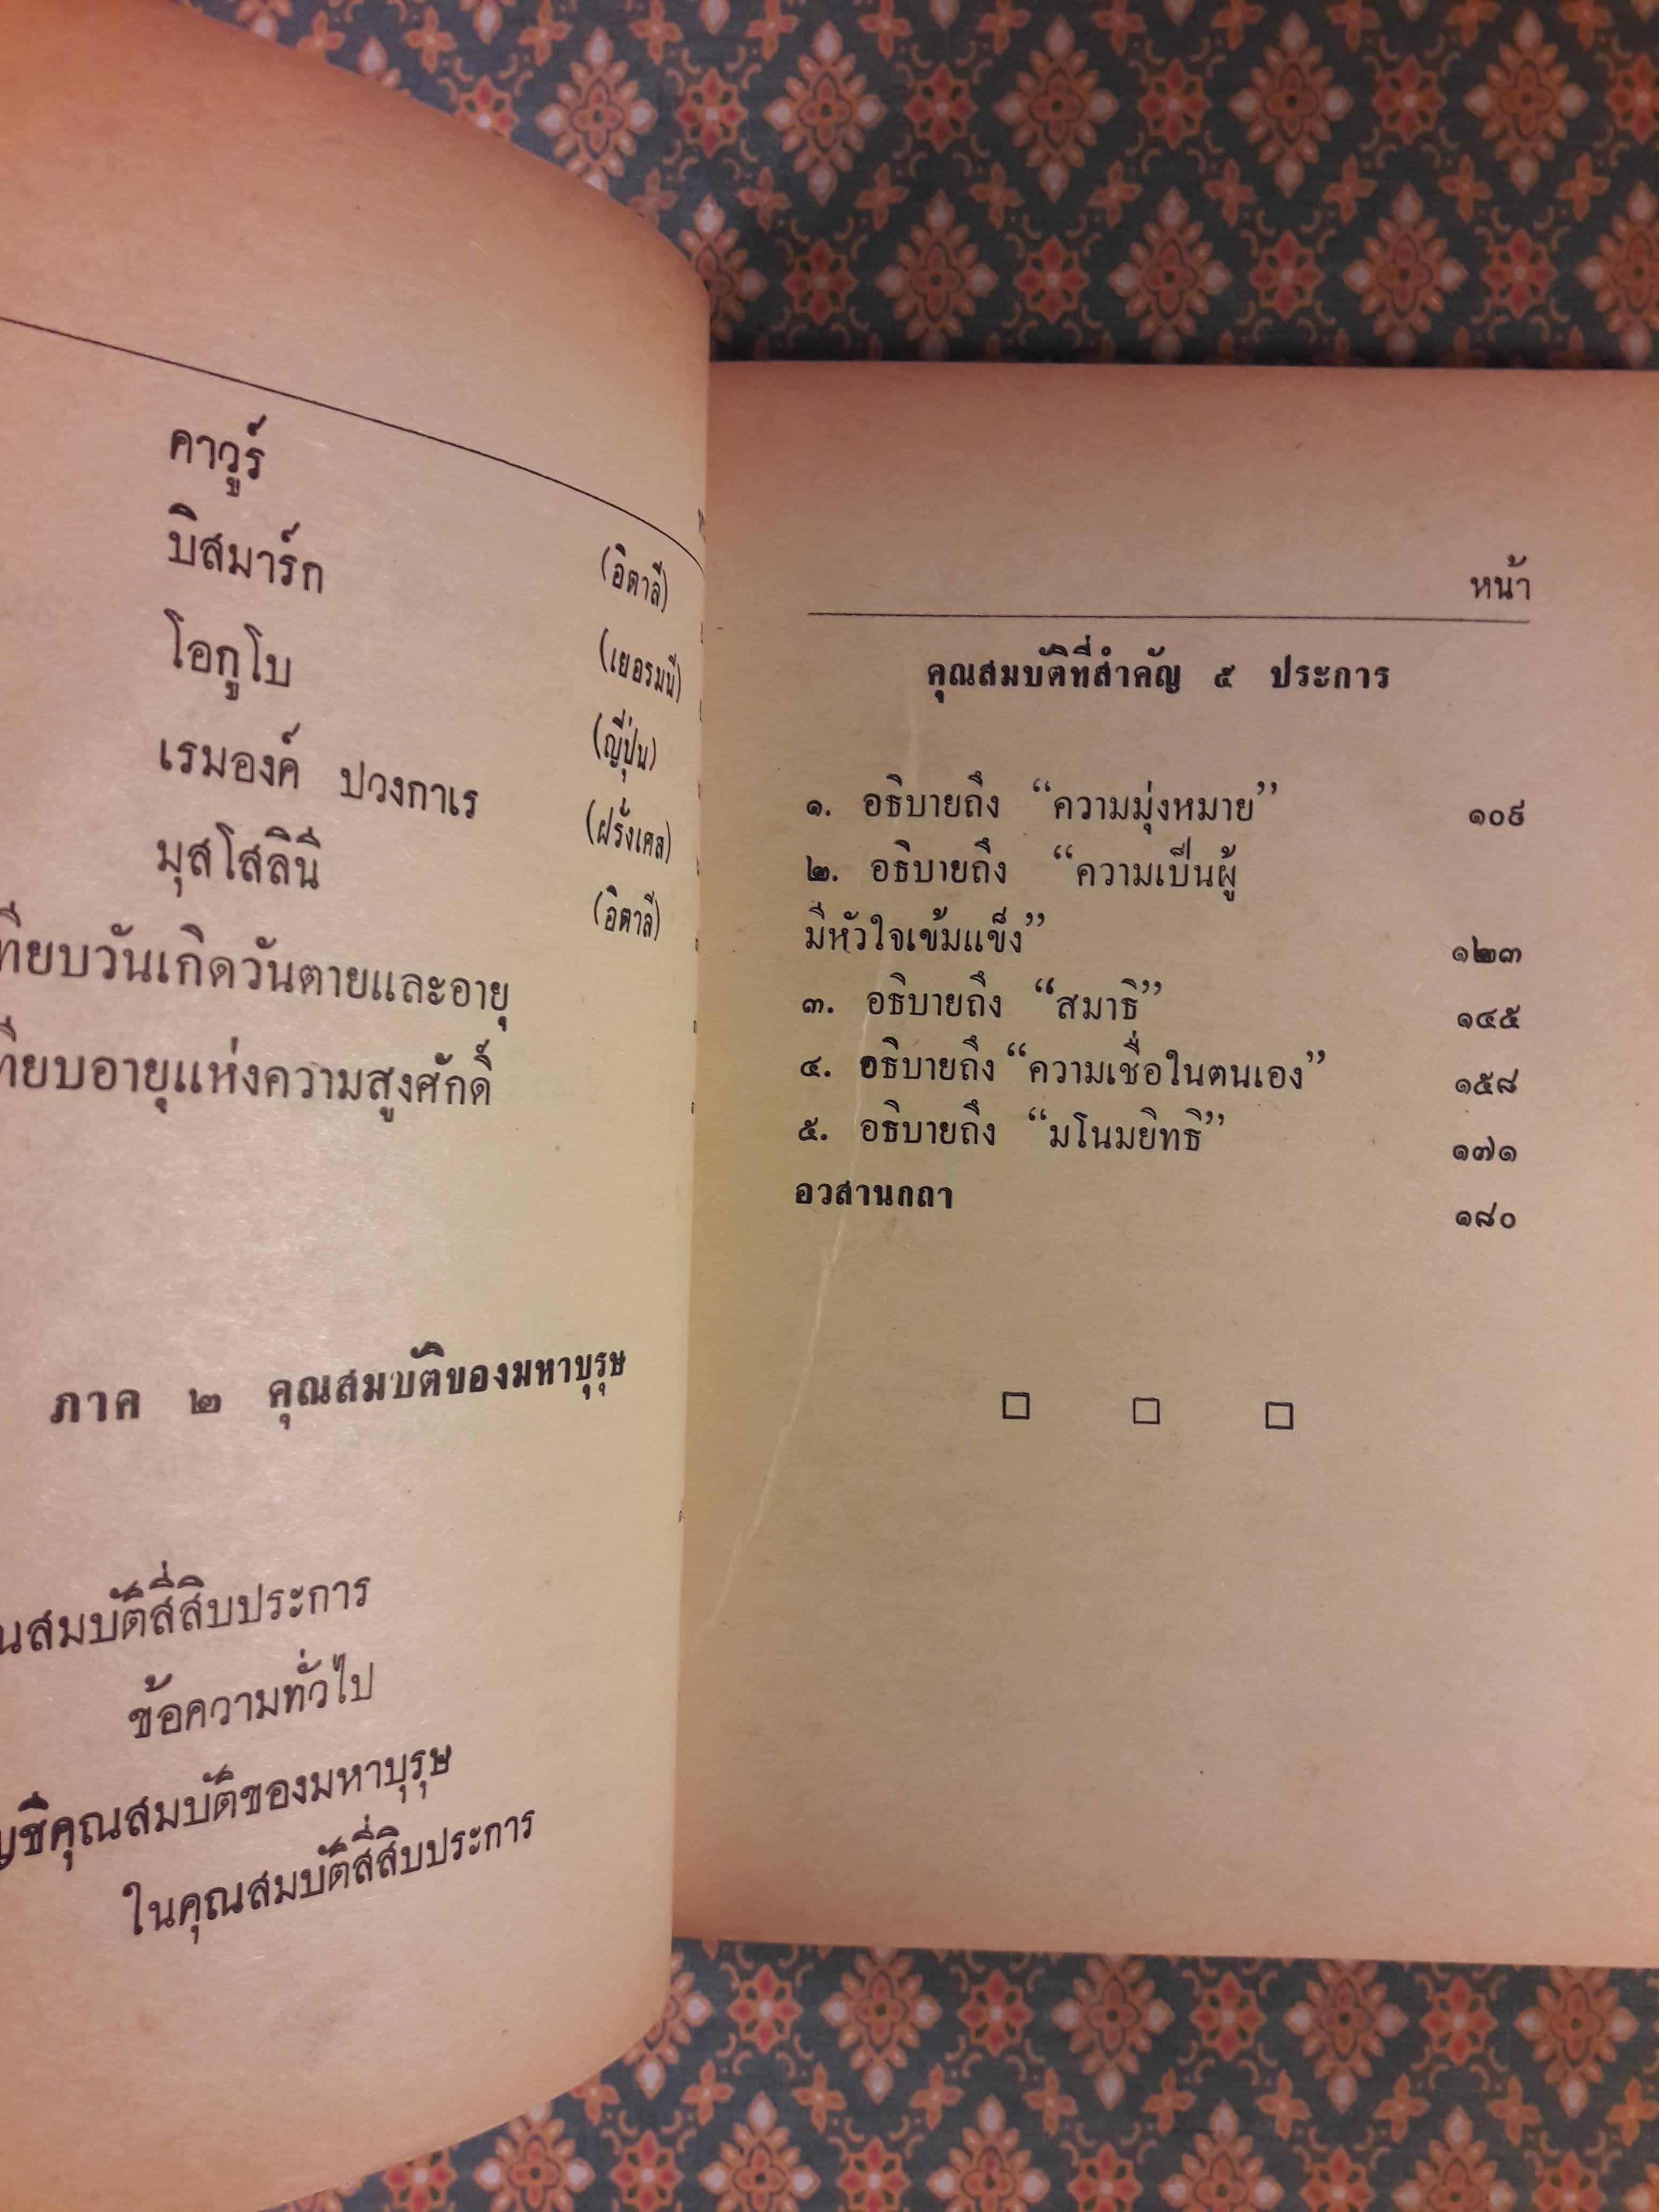 คาวูร์ (อิตาลี)
บิสมาร์ก (เยอรมนี)
โอกูโบ (ญี่ปุ่น)
เรมองค์ ปวงกาเร (ฝรั่งเศส)
มุสโสลินี (อิตาลี)
ทียบวันเกิดวันตายและอายุ
ทียบอายุแห่งความสูงศักดิ์
ภาค ๒ คุณสมบัติของมหาบุรุษ
ณสมบัติสี่สิบประการ
ข้อความทั่วไป
ญชีคุณสมบัติของมหาบุรุษ
ในคุณสมบัติสี่สิบประการ
หน้า
คุณสมบัติที่สำคัญ ๕ ประการ
๑. อธิบายถึง “ความมุ่งหมาย” ๑๐๙
๒. อธิบายถึง “ความเป็นผู้
มีหัวใจเข้มแข็ง” ๑๒๓
๓. อธิบายถึง “สมาธิ” ๑๔๕
๔. อธิบายถึง “ความเชื่อในตนเอง” ๑๕๘
๕. อธิบายถึง “มโนมยิทธิ” ๑๗๑
อวสานกถา ๑๘๐